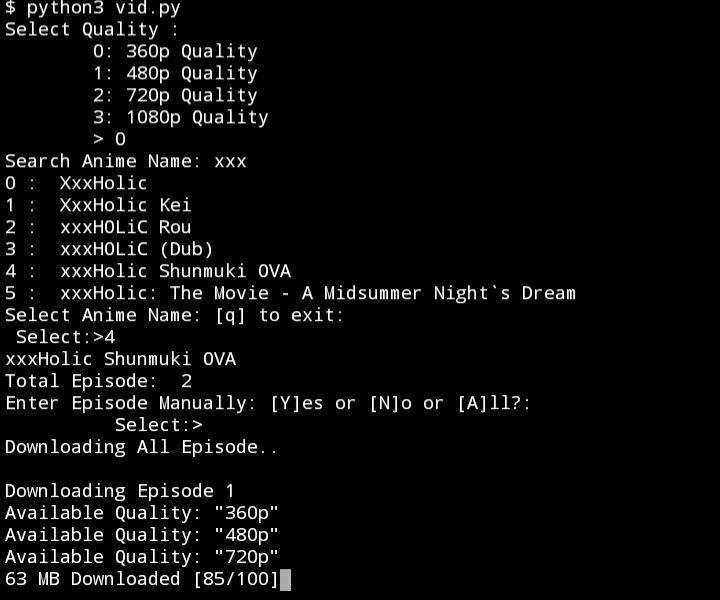 $ python3 vid.py
Select Quality :
0: 360p Quality
1: 480p Quality
2: 720p Quality
3: 1080p Quality
> 0
Search Anime Name: xxx
0 :  XxxHolic
1 :  XxxHolic Kei
2 :  xxxHOLiC Rou
3 :  xxxHOLiC (Dub)
4 :  xxxHolic Shunmuki OVA
5 :  xxxHolic: The Movie - A Midsummer Night`s Dream
Select Anime Name: [q] to exit:
Select:>4
xxxHolic Shunmuki OVA
Total Episode:  2
Enter Episode Manually: [Y]es or [N]o or [A]ll?:
Select:>
Downloading All Episode..
Downloading Episode 1
Available Quality: "360p"
Available Quality: "480p"
Available Quality: "720p"
63 MB Downloaded [85/100]